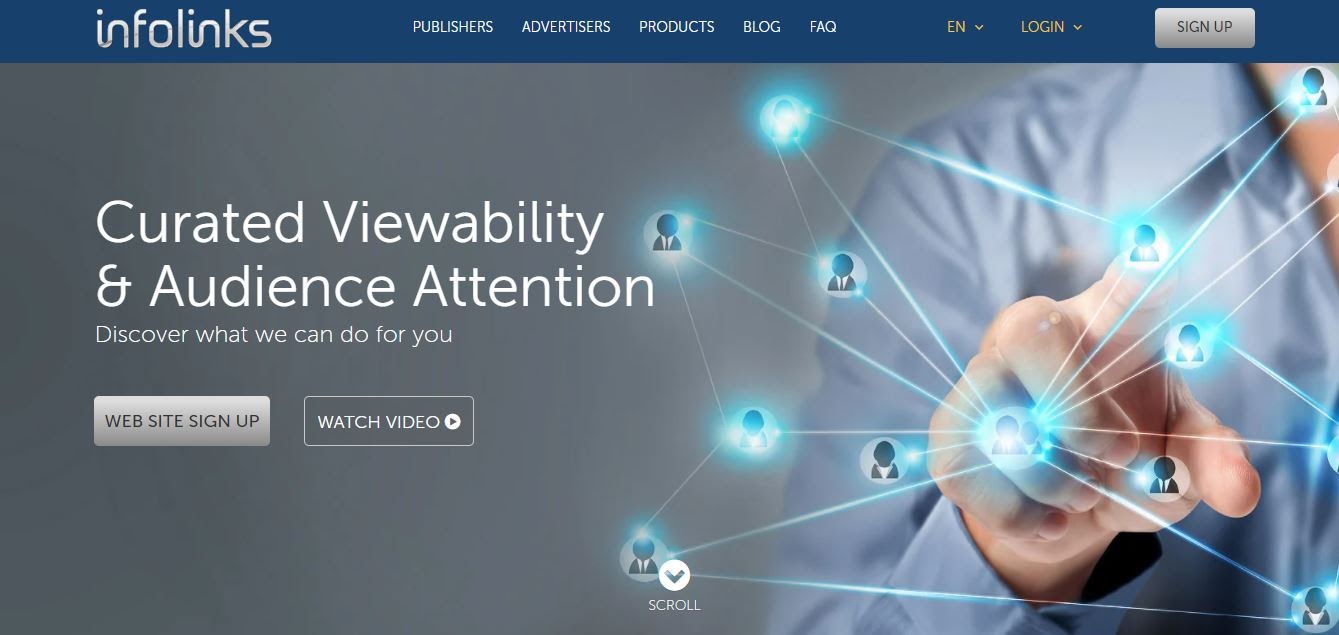 infolinks
PUBLISHERS ADVERTISERS PRODUCTS BLOG FAQ EN LOGIN SIGN UP
Curated Viewability
& Audience Attention
Discover what we can do for you
WEB SITE SIGN UP WATCH VIDEO
SCROLL